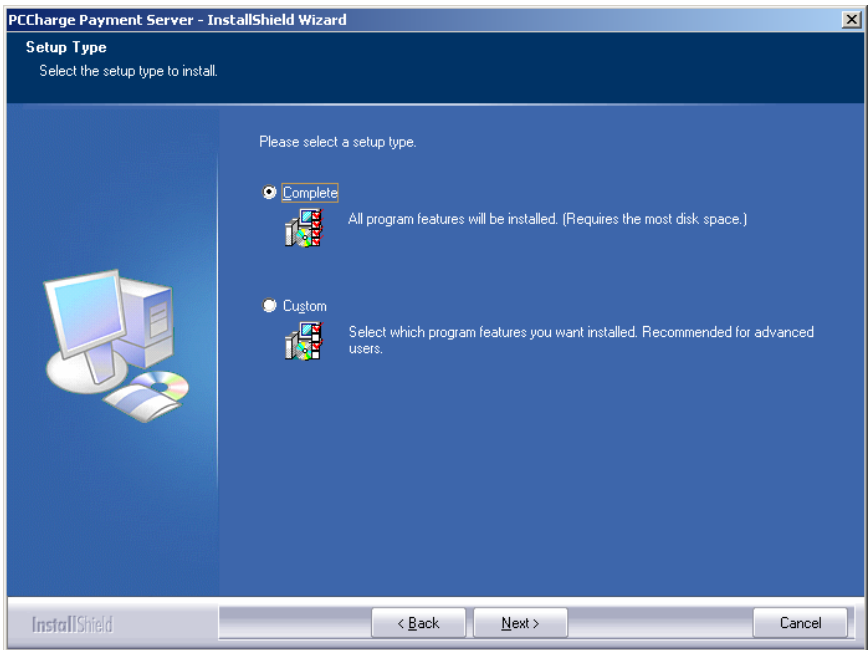 PCCharge Payment Server - InstallShield Wizard
Setup Type
Select the setup type to install.
Please select a setup type.
Complete
All program features will be installed. (Requires the most disk space.)
Custom
Select which program features you want installed. Recommended for advanced
users.
InstallShield
< Back
Next >
Cancel